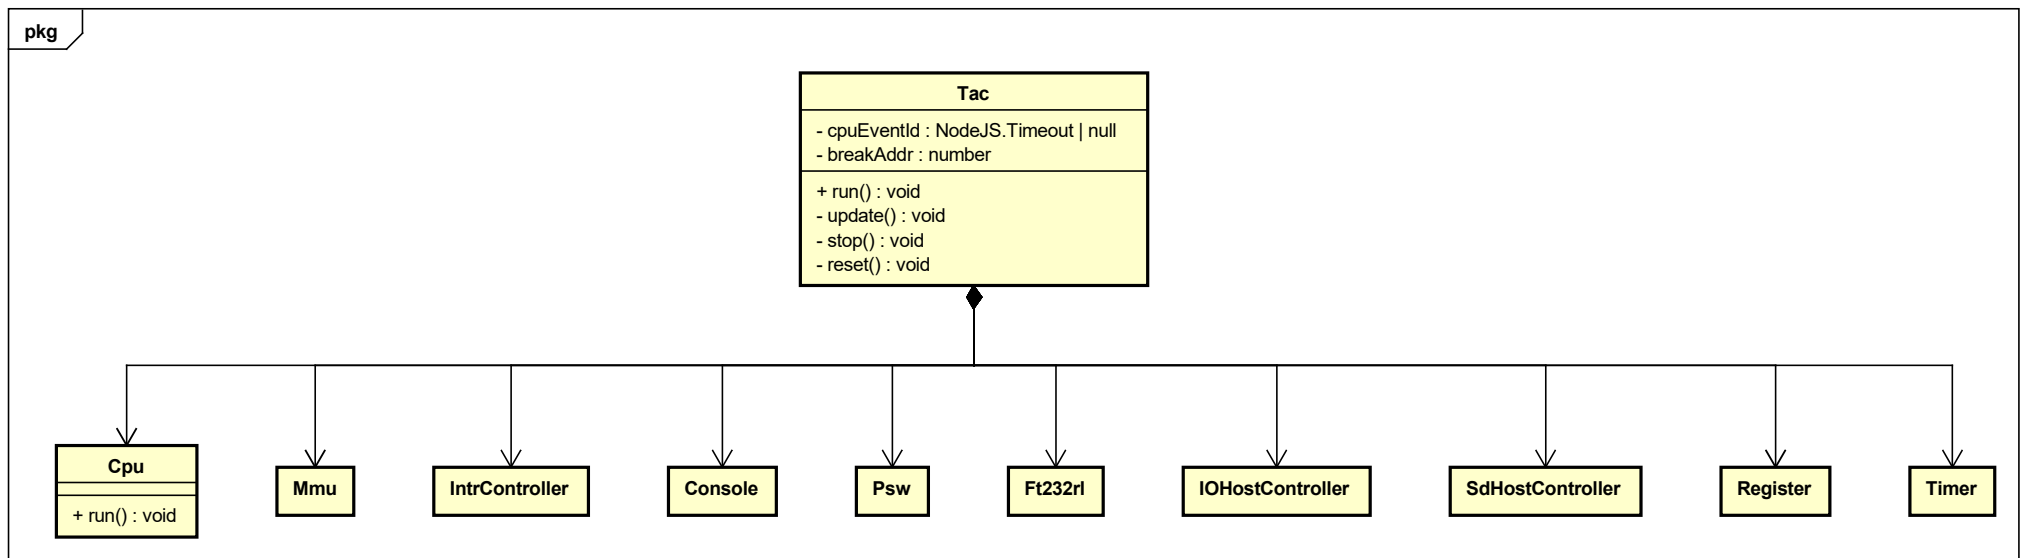 pkg
Tac
- cpuEventId : NodeJS.Timeout | null
- breakAddr : number
+ run() : void
- update() : void
- stop() : void
- reset() : void
Cpu
+ run() : void
Mmu
IntrController
Console
Psw
Ft232rl
IOHostController
SdHostController
Register
Timer